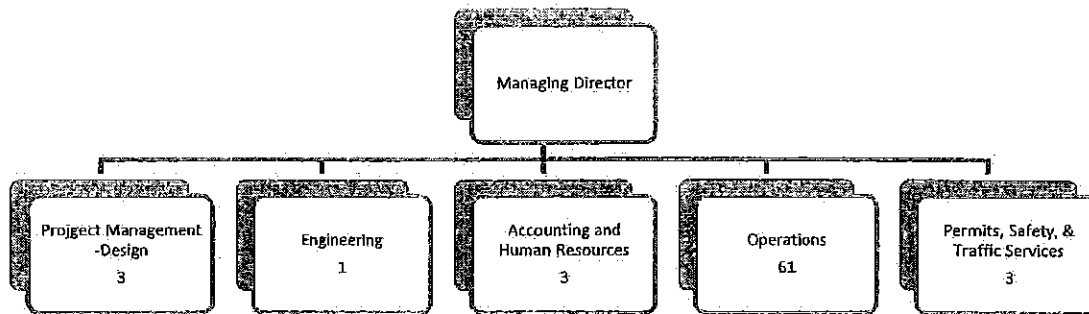 Managing Director
Projgect Management
-Design
3
Engineering
1
Accounting and
Human Resources
3
Operations
61
Permits, Safety, &
Traffic Services
3